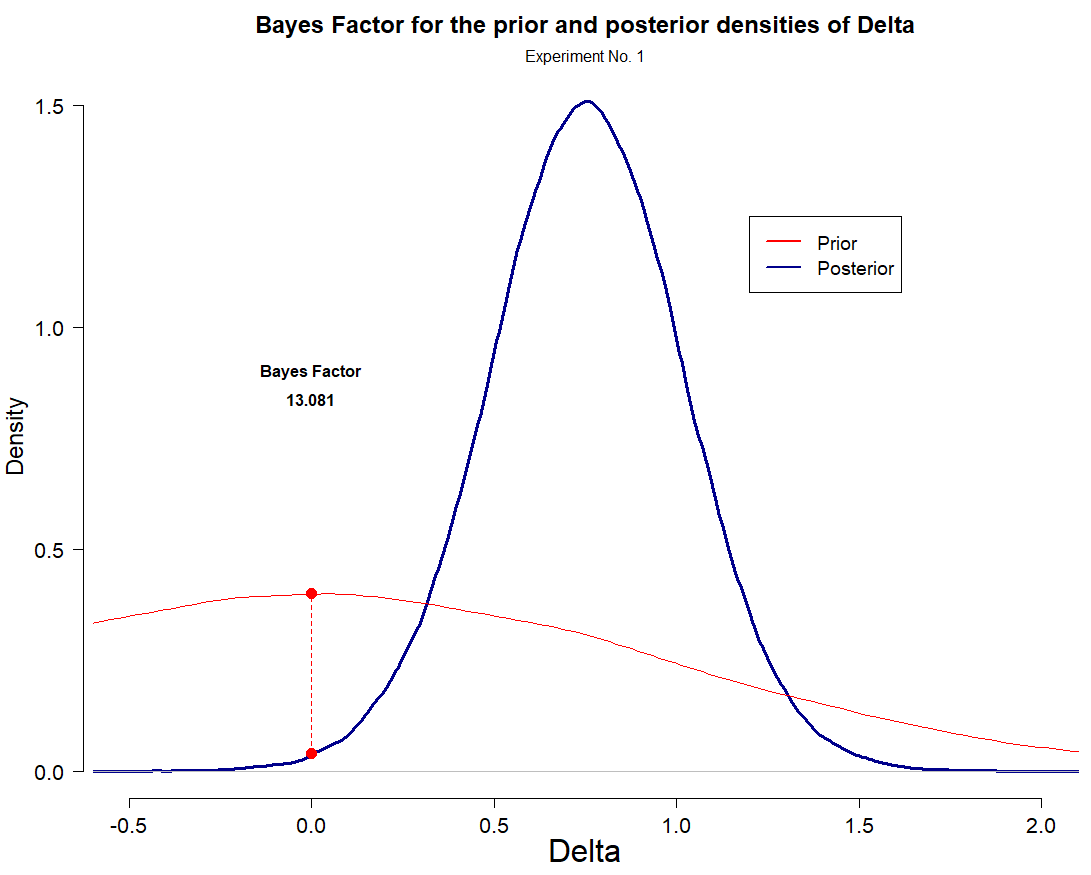 Bayes Factor for the prior and posterior densities of Delta
Experiment No. 1
1.5
1.0
0.5
0.0
Density
Prior
Posterior
Bayes Factor
13.081
-0.5
0.0
0.5
1.0
1.5
2.0
Delta